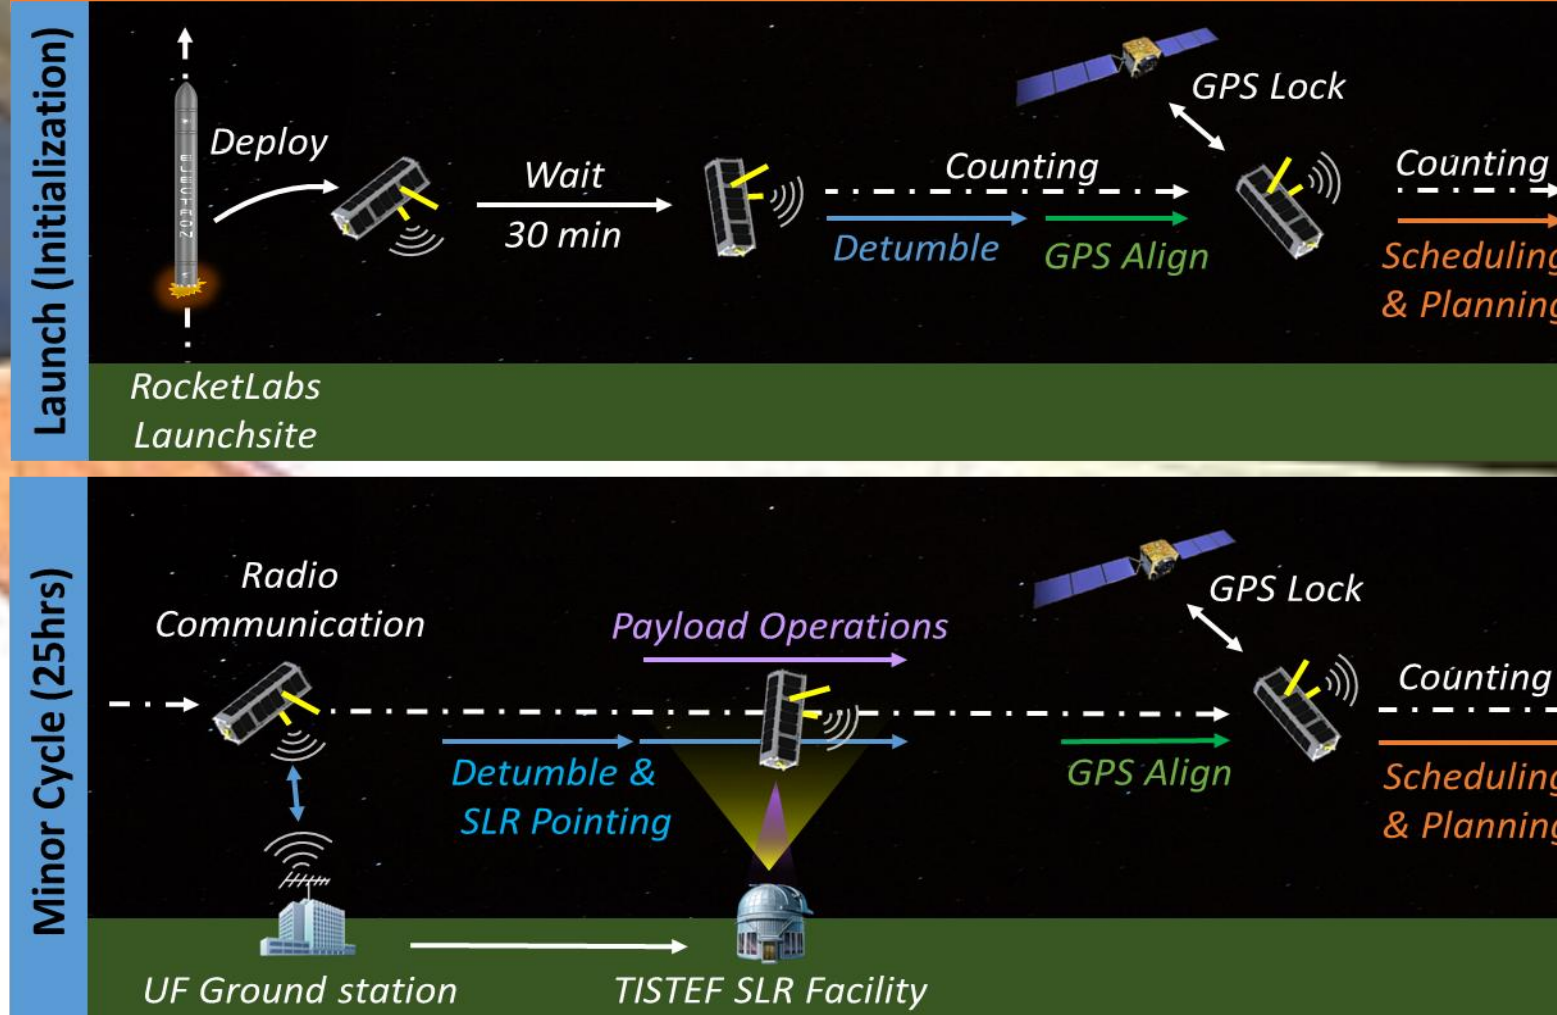 Launch (Initialization)
Deploy
Wait
30 min
Counting
Detumble
GPS Align
GPS Lock
Counting
Scheduling
& Planning
RocketLabs
Launchsite
Minor Cycle (25hrs)
Radio
Communication
Payload Operations
Detumble &
SLR Pointing
GPS Align
GPS Lock
Counting
Scheduling
& Planning
UF Ground station
TISTEF SLR Facility